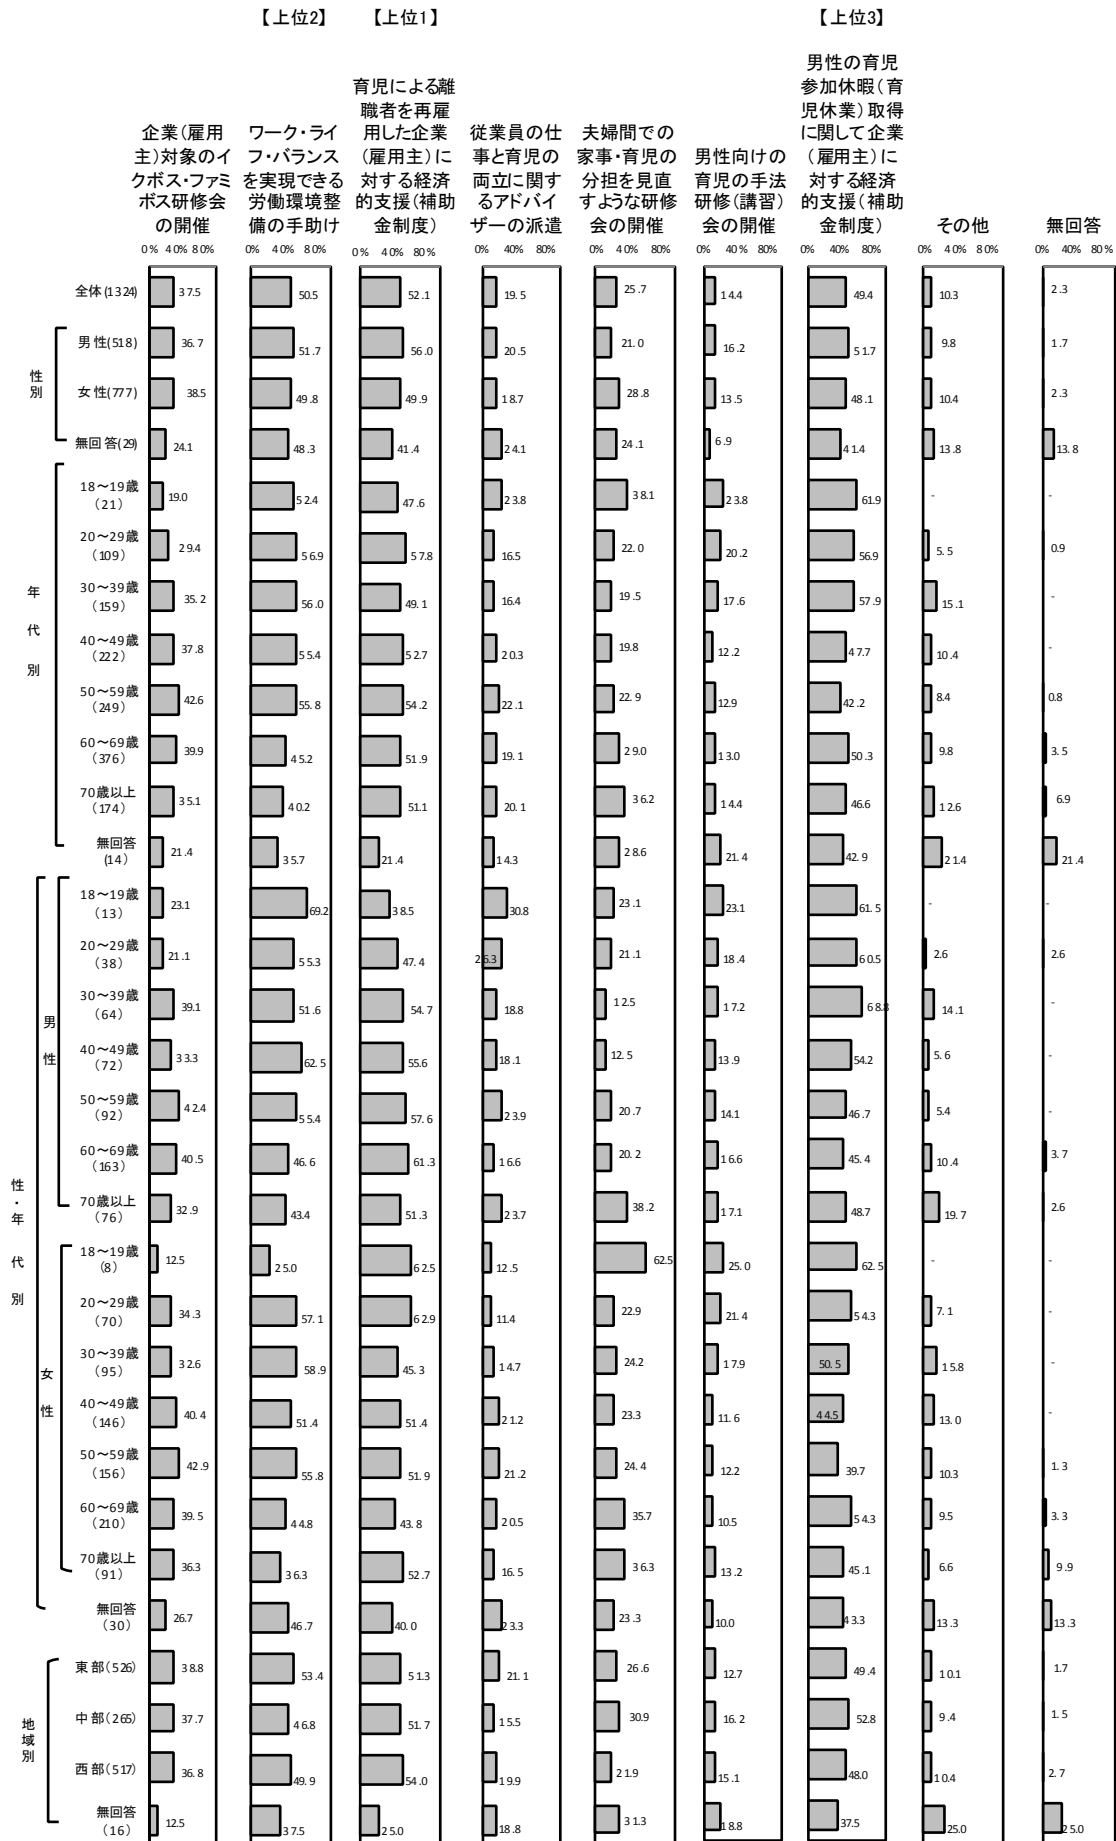 【上位2】 【上位1】 【上位3】
企業(雇用
主)対象のイ
クボス・ファミ
ボス研修会
の開催
ワーク・ライ
フ・バランス
を実現できる
労働環境整
備の手助け
育児による離
職者を再雇
用した企業
(雇用主)に
対する経済
的支援(補助
金制度)
従業員の仕
事と育児の
両立に関す
るアドバイ
ザーの派遣
夫婦間での
家事・育児の
分担を見直
すような研修
会の開催
男性向けの
育児の手法
研修(講習)
会の開催
男性の育児
参加休暇(育
児休業)取得
に関して企業
(雇用主)に
対する経済
的支援(補助
金制度)
その他
無回答
0% 40% 80% 0% 40% 80% 0% 40% 80% 0% 40% 80% 0% 40% 80% 0% 40% 80% 0% 40% 80% 0% 40% 80% 0% 40% 80%
全体(1324) 37.5 50.5 52.1 19.5 25.7 14.4 49.4 10.3 2.3
性別
男性(518) 36.7 51.7 56.0 20.5 21.0 16.2 51.7 9.8 1.7
女性(777) 38.5 49.8 49.9 18.7 28.8 13.5 48.1 10.4 2.3
無回答(29) 24.1 48.3 41.4 24.1 24.1 6.9 41.4 13.8 13.8
年代別
18～19歳
(21) 19.0 52.4 47.6 23.8 38.1 23.8 61.9 - -
20～29歳
(109) 29.4 56.9 57.8 16.5 22.0 20.2 56.9 5.5 0.9
30～39歳
(159) 35.2 56.0 49.1 16.4 19.5 17.6 57.9 15.1 -
40～49歳
(222) 37.8 55.4 52.7 20.3 19.8 12.2 47.7 10.4 -
50～59歳
(249) 42.6 55.8 54.2 22.1 22.9 12.9 42.2 8.4 0.8
60～69歳
(376) 39.9 45.2 51.9 19.1 29.0 13.0 50.3 9.8 3.5
70歳以上
(174) 35.1 40.2 51.1 20.1 36.2 14.4 46.6 12.6 6.9
無回答
(14) 21.4 35.7 21.4 14.3 28.6 21.4 42.9 21.4 21.4
性・年代別
男性
18～19歳
(13) 23.1 69.2 38.5 30.8 23.1 23.1 61.5 - -
20～29歳
(38) 21.1 55.3 47.4 26.3 21.1 18.4 60.5 2.6 2.6
30～39歳
(64) 39.1 51.6 54.7 18.8 12.5 17.2 68.8 14.1 -
40～49歳
(72) 33.3 62.5 55.6 18.1 12.5 13.9 54.2 5.6 -
50～59歳
(92) 42.4 55.4 57.6 23.9 20.7 14.1 46.7 5.4 -
60～69歳
(163) 40.5 46.6 61.3 16.6 20.2 16.6 45.4 10.4 3.7
70歳以上
(76) 32.9 43.4 51.3 23.7 38.2 17.1 48.7 19.7 2.6
女性
18～19歳
(8) 12.5 25.0 62.5 12.5 62.5 25.0 62.5 - -
20～29歳
(70) 34.3 57.1 62.9 11.4 22.9 21.4 54.3 7.1 -
30～39歳
(95) 32.6 58.9 45.3 14.7 24.2 17.9 50.5 15.8 -
40～49歳
(146) 40.4 51.4 51.4 21.2 23.3 11.6 44.5 13.0 -
50～59歳
(156) 42.9 55.8 51.9 21.2 24.4 12.2 39.7 10.3 1.3
60～69歳
(210) 39.5 44.8 43.8 20.5 35.7 10.5 54.3 9.5 3.3
70歳以上
(91) 36.3 36.3 52.7 16.5 36.3 13.2 45.1 6.6 9.9
無回答
(30) 26.7 46.7 40.0 23.3 23.3 10.0 43.3 13.3 13.3
地域別
東部(526) 38.8 53.4 51.3 21.1 26.6 12.7 49.4 10.1 1.7
中部(265) 37.7 46.8 51.7 15.5 30.9 16.2 52.8 9.4 1.5
西部(517) 36.8 49.9 54.0 19.9 21.9 15.1 48.0 10.4 2.7
無回答
(16) 12.5 37.5 25.0 18.8 31.3 18.8 37.5 25.0 25.0